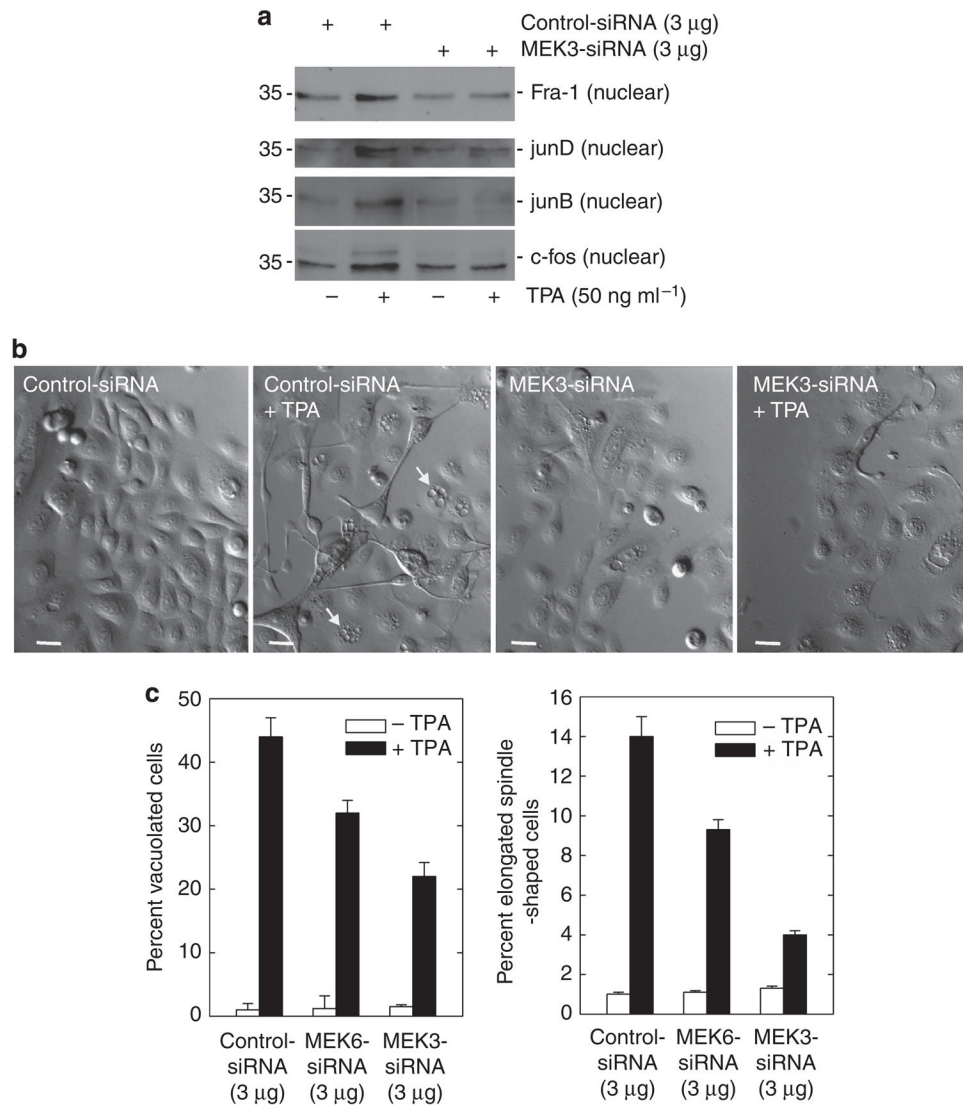 a
+ + Control-siRNA (3 µg)
+ + MEK3-siRNA (3 µg)
35 - - Fra-1 (nuclear)
35 - - junD (nuclear)
35 - - junB (nuclear)
35 - - c-fos (nuclear)
– + – + TPA (50 ng ml⁻¹)
b
Control-siRNA
Control-siRNA
+ TPA
MEK3-siRNA
MEK3-siRNA
+ TPA
c
Percent vacuolated cells
50
40
30
20
10
0
– TPA
+ TPA
Control-
siRNA
(3 µg)
MEK6-
siRNA
(3 µg)
MEK3-
siRNA
(3 µg)
Percent elongated spindle
-shaped cells
16
14
12
10
8
6
4
2
0
– TPA
+ TPA
Control-
siRNA
(3 µg)
MEK6-
siRNA
(3 µg)
MEK3-
siRNA
(3 µg)